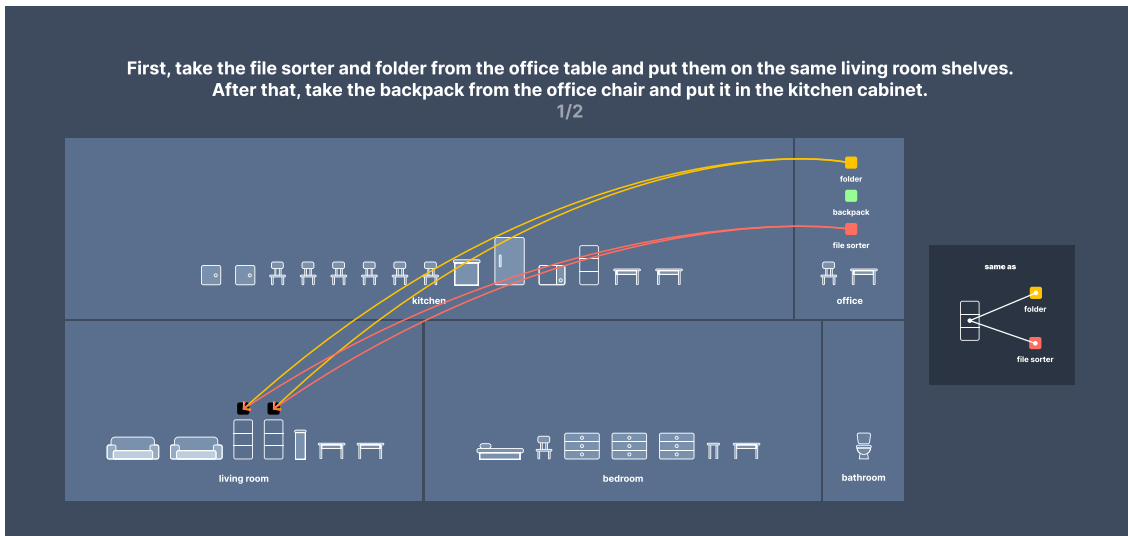 First, take the file sorter and folder from the office table and put them on the same living room shelves.
After that, take the backpack from the office chair and put it in the kitchen cabinet.
1/2
folder
backpack
file sorter
kitchen
office
same as
folder
file sorter
living room
bedroom
bathroom